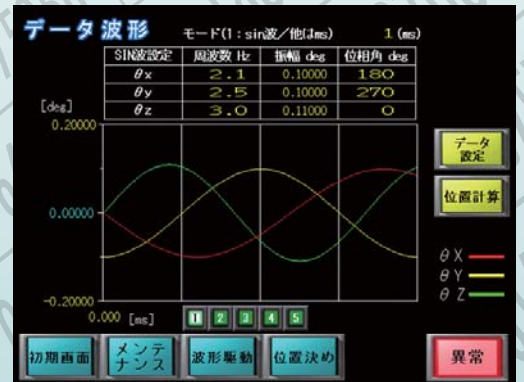 データ波形 モード(1:sin波/他はms) 1 (ms)
SIN波設定 周波数 Hz 振幅 deg 位相角 deg
θx 2.1 0.10000 180
θy 2.5 0.10000 270
θz 3.0 0.11000 0
[deg]
0.20000
データ
設定
位置計算
0.00000
θX
θY
θZ
-0.20000
0.000 [ms] 1 2 3 4 5
初期画面 メンテ
ナンス 波形駆動 位置決め 異常